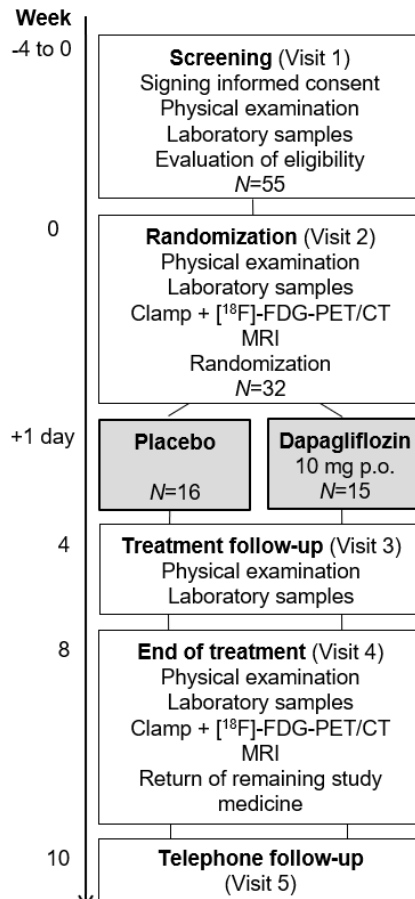 Week
-4 to 0
Screening (Visit 1)
Signing informed consent
Physical examination
Laboratory samples
Evaluation of eligibility
N=55
0
Randomization (Visit 2)
Physical examination
Laboratory samples
Clamp + [¹⁸F]-FDG-PET/CT
MRI
Randomization
N=32
+1 day
Placebo
N=16
Dapagliflozin
10 mg p.o.
N=15
4
Treatment follow-up (Visit 3)
Physical examination
Laboratory samples
8
End of treatment (Visit 4)
Physical examination
Laboratory samples
Clamp + [¹⁸F]-FDG-PET/CT
MRI
Return of remaining study
medicine
10
Telephone follow-up
(Visit 5)